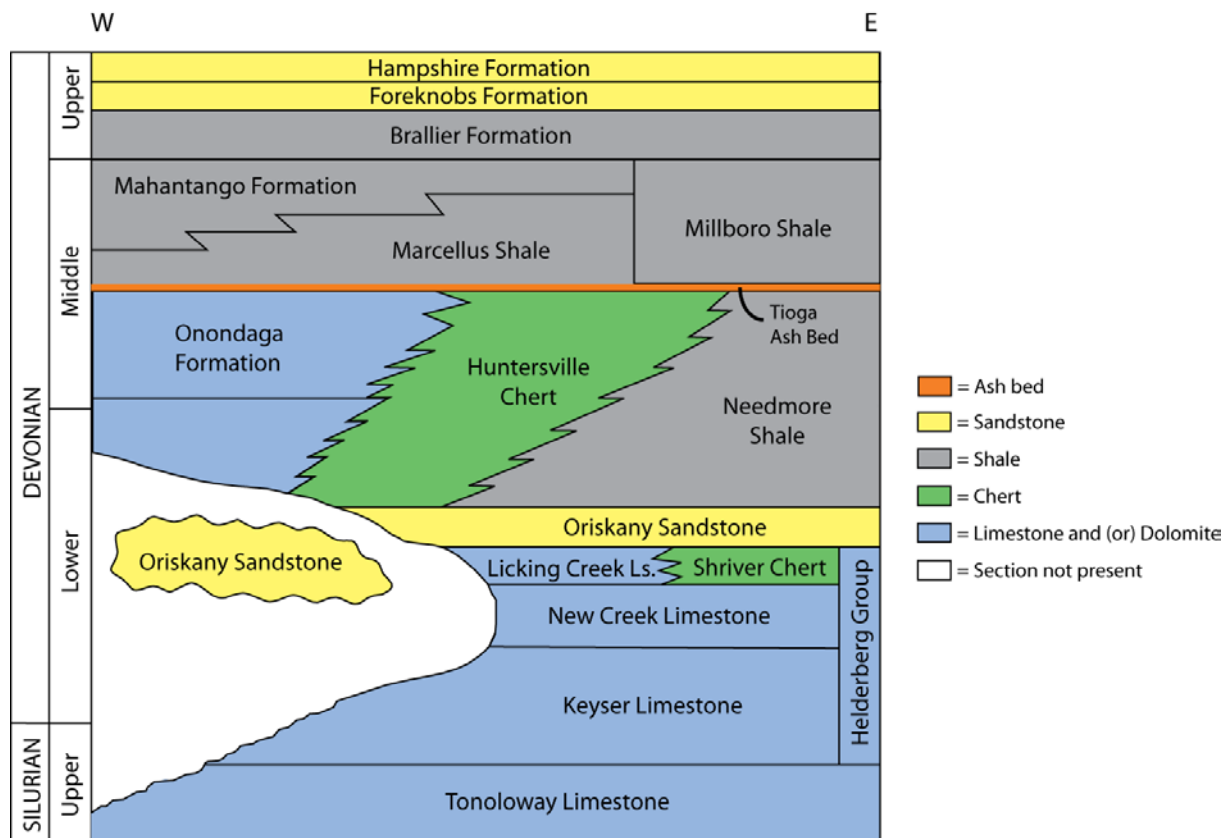 W
E
Upper
Hampshire Formation
Foreknobs Formation
Brallier Formation
DEVONIAN
Middle
Mahantango Formation
Marcellus Shale
Millboro Shale
Tioga
Ash Bed
Onondaga
Formation
Huntersville
Chert
Needmore
Shale
Lower
Oriskany Sandstone
Oriskany Sandstone
Licking Creek Ls.
Shriver Chert
New Creek Limestone
Keyser Limestone
Helderberg Group
SILURIAN
Upper
Tonoloway Limestone
= Ash bed
= Sandstone
= Shale
= Chert
= Limestone and (or) Dolomite
= Section not present